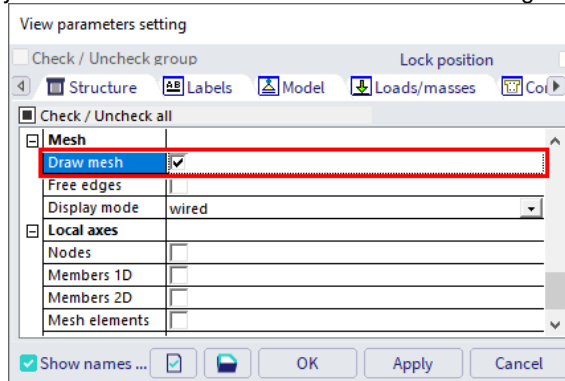 View parameters setting
Check / Uncheck group Lock position
Structure Labels Model Loads/masses
Check / Uncheck all
Mesh
Draw mesh
Free edges
Display mode wired
Local axes
Nodes
Members 1D
Members 2D
Mesh elements
Show names ... OK Apply Cancel